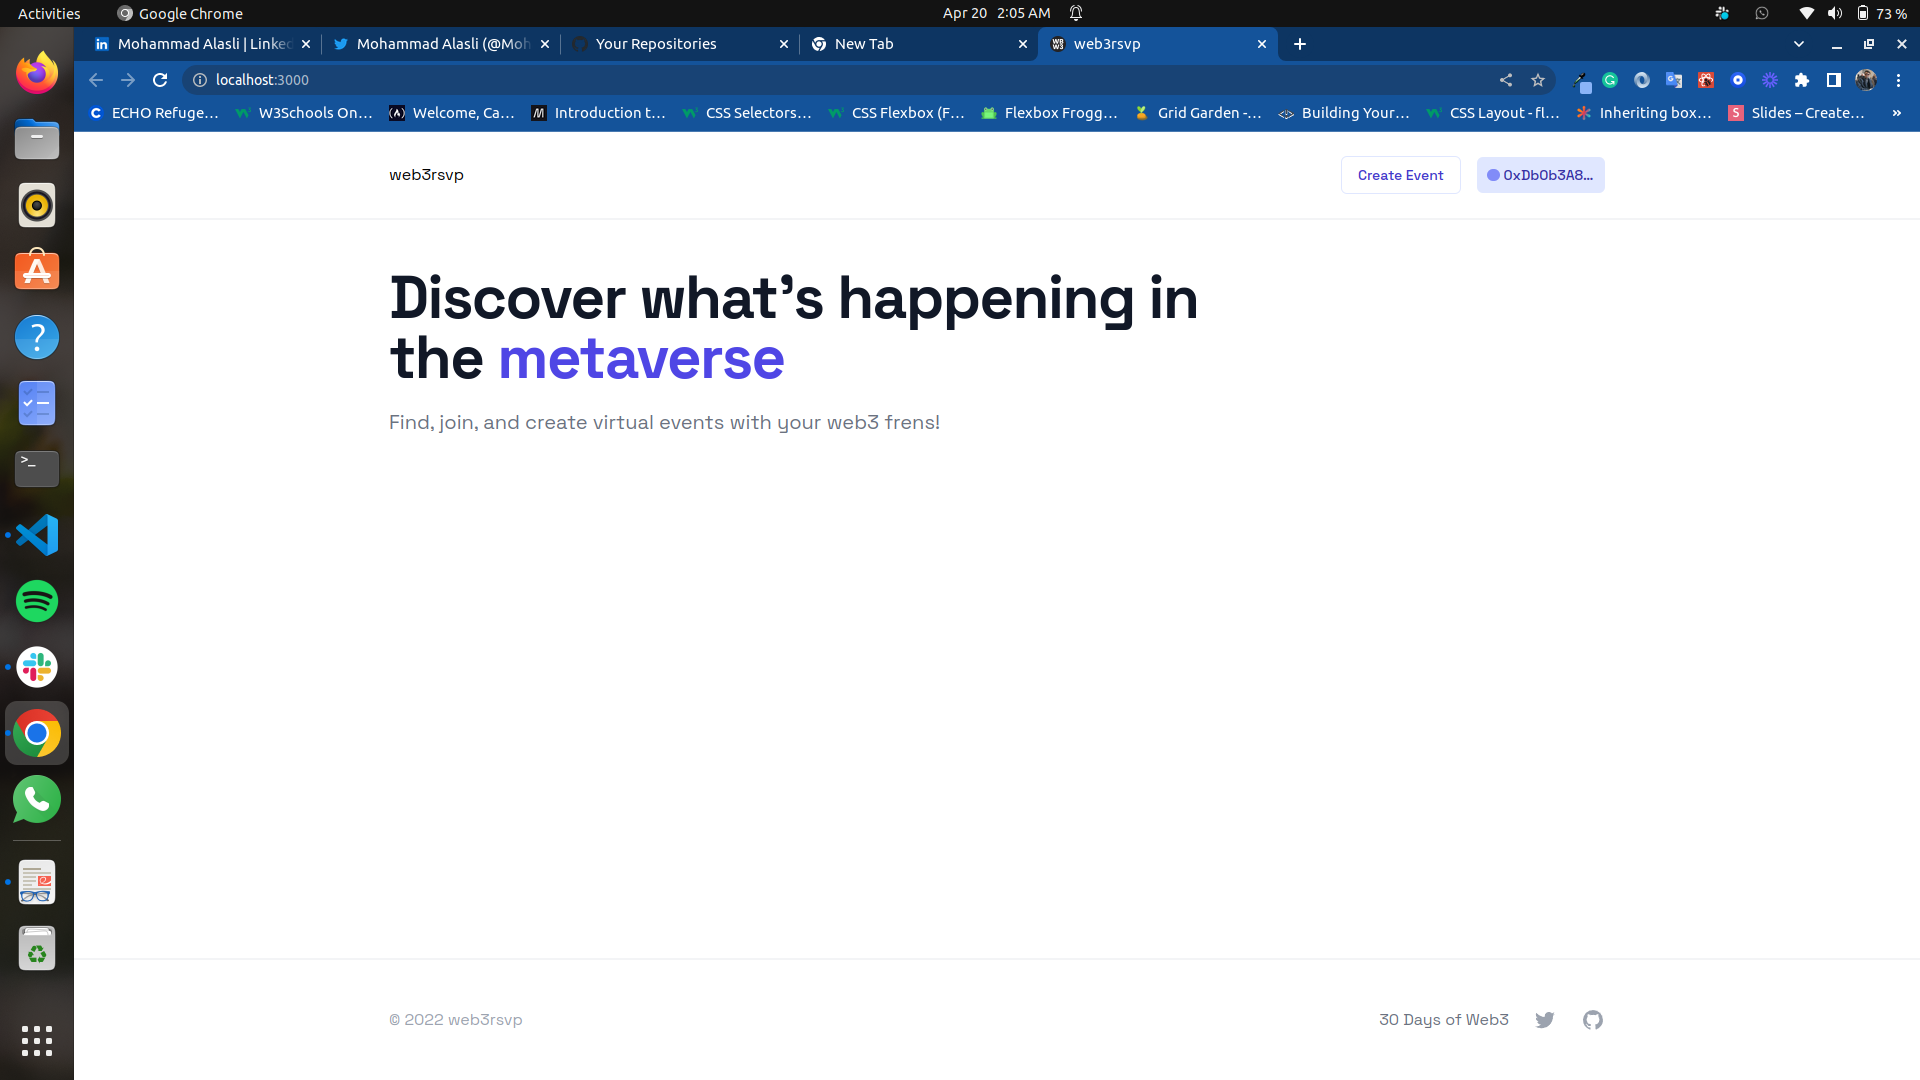 Activities
Google Chrome
Apr 20 2:05 AM
73 %
Mohammad Alasli | Linke
Mohammad Alasli (@Moh
Your Repositories
New Tab
web3rsvp
localhost:3000
ECHO Refuge...
W3Schools On...
Welcome, Ca...
Introduction t...
CSS Selectors...
CSS Flexbox (F...
Flexbox Frogg...
Grid Garden -...
Building Your...
CSS Layout - fl...
Inheriting box...
Slides – Create...
»
web3rsvp
Create Event
0xDb0b3A8...
Discover what's happening in
the metaverse
Find, join, and create virtual events with your web3 frens!
© 2022 web3rsvp
30 Days of Web3